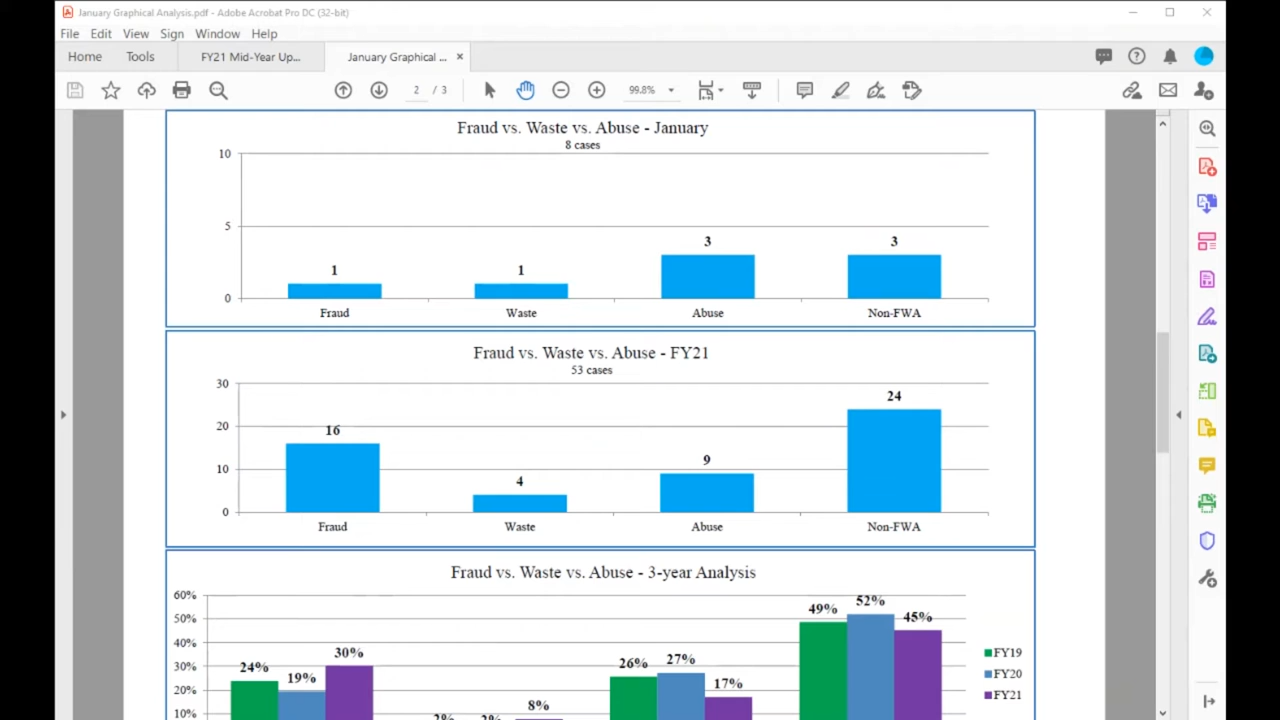 January Graphical Analysis.pdf - Adobe Acrobat Pro DC (32-bit)
File Edit View Sign Window Help
Home Tools FY21 Mid-Year Up... January Graphical ... ×
2 / 3 99.8%
Fraud vs. Waste vs. Abuse - January
8 cases
10
5
0
1 1 3 3
Fraud Waste Abuse Non-FWA
Fraud vs. Waste vs. Abuse - FY21
53 cases
30
20
10
0
16 4 9 24
Fraud Waste Abuse Non-FWA
Fraud vs. Waste vs. Abuse - 3-year Analysis
60%
50%
40%
30%
20%
10%
24% 19% 30%
8%
26% 27% 17%
49% 52% 45%
FY19
FY20
FY21